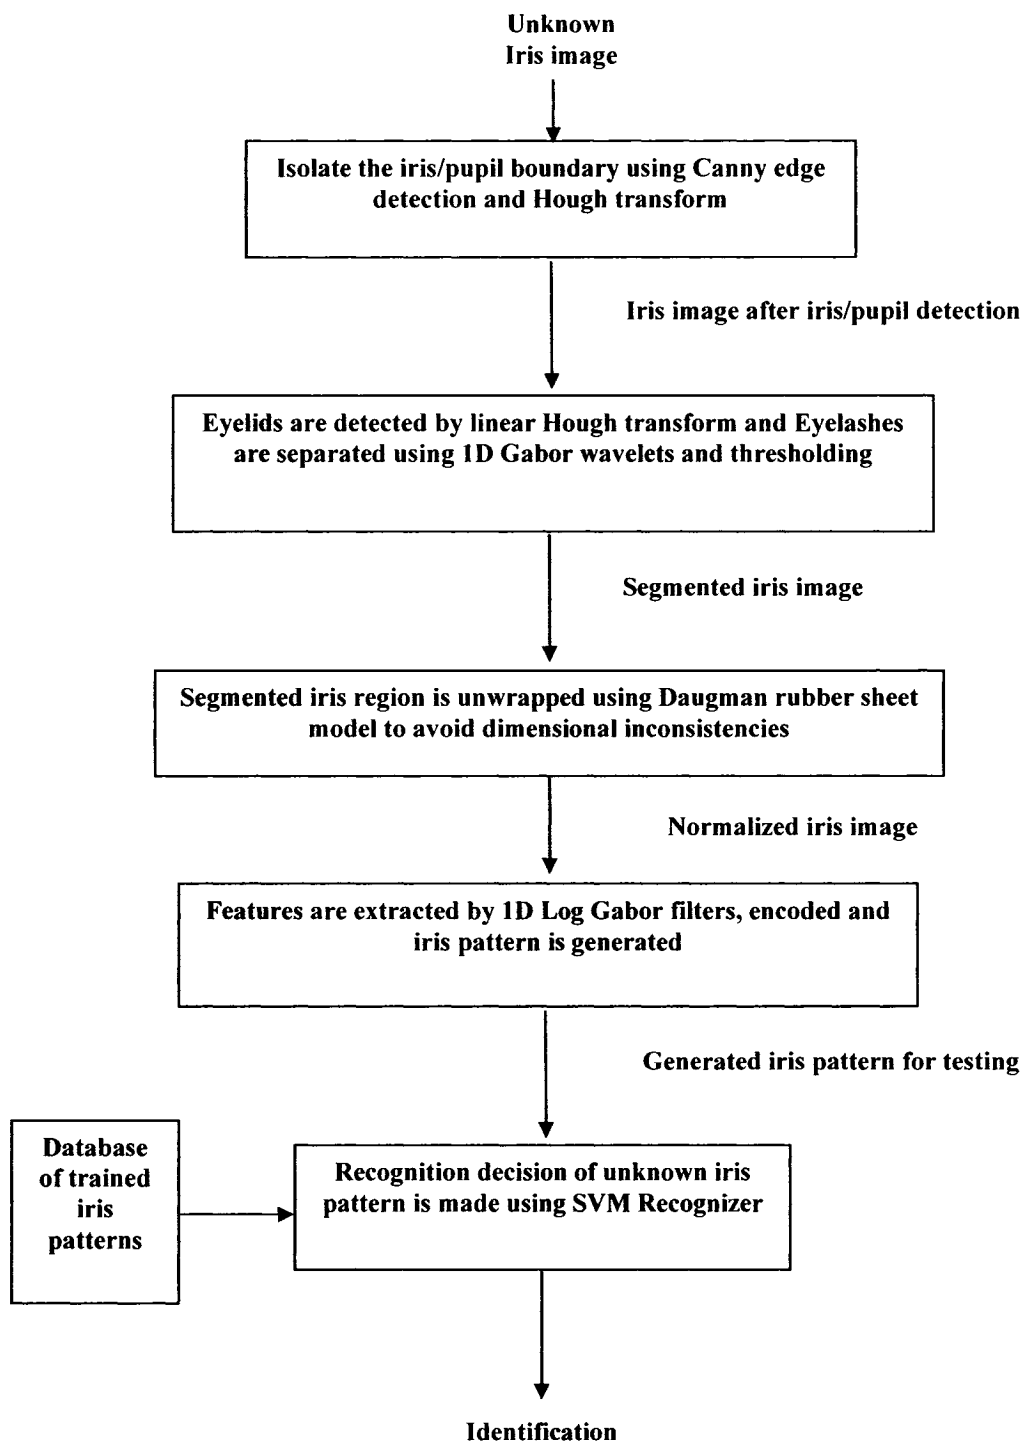 Unknown
Iris image
Isolate the iris/pupil boundary using Canny edge
detection and Hough transform
Iris image after iris/pupil detection
Eyelids are detected by linear Hough transform and Eyelashes
are separated using 1D Gabor wavelets and thresholding
Segmented iris image
Segmented iris region is unwrapped using Daugman rubber sheet
model to avoid dimensional inconsistencies
Normalized iris image
Features are extracted by 1D Log Gabor filters, encoded and
iris pattern is generated
Generated iris pattern for testing
Database
of trained
iris
patterns
Recognition decision of unknown iris
pattern is made using SVM Recognizer
Identification